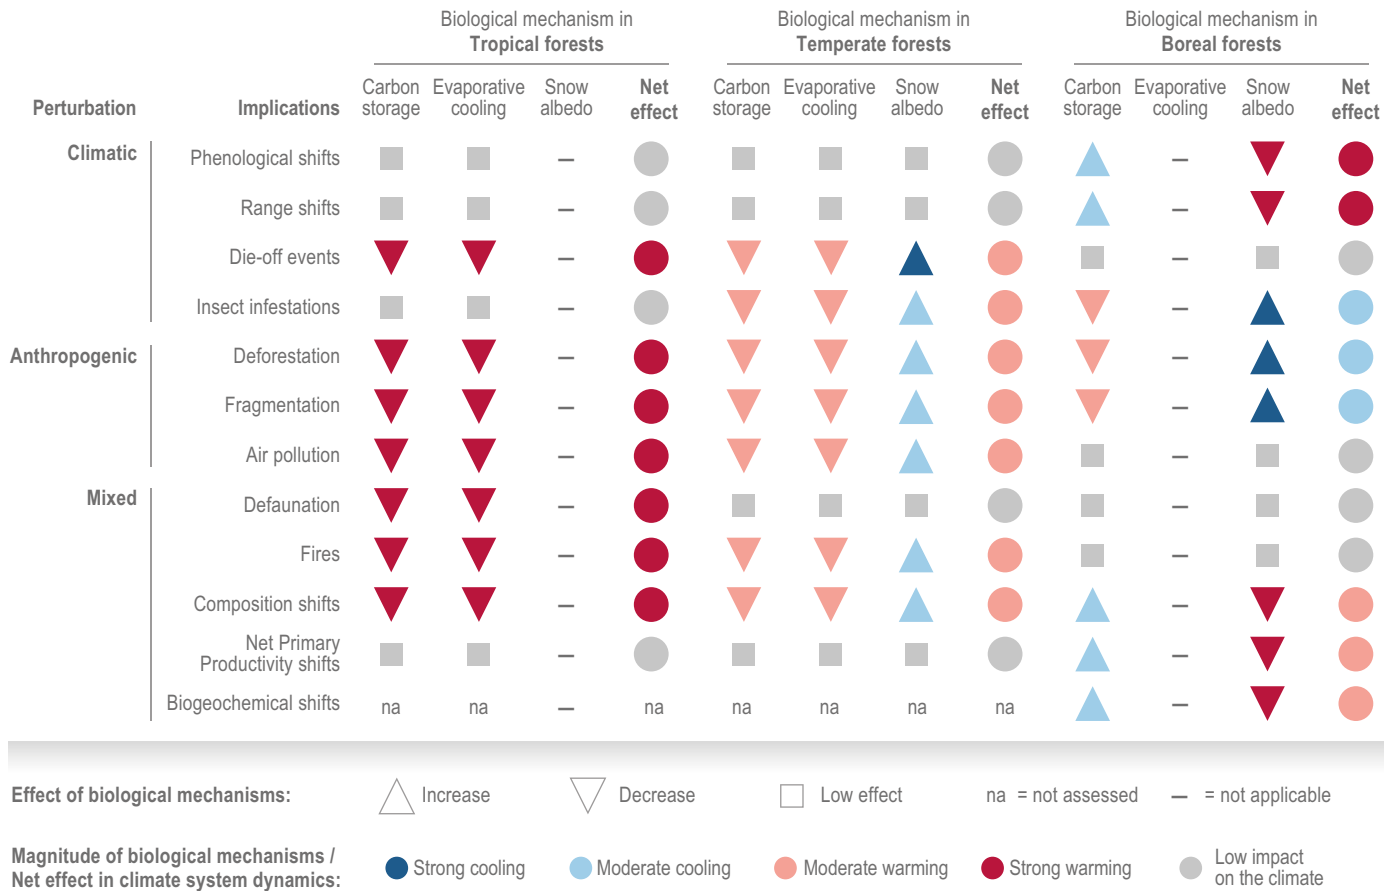 Biological mechanism in Biological mechanism in Biological mechanism in
Tropical forests Temperate forests Boreal forests
Carbon Evaporative Snow Net Carbon Evaporative Snow Net Carbon Evaporative Snow Net
Perturbation Implications storage cooling albedo effect storage cooling albedo effect storage cooling albedo effect
Climatic Phenological shifts – – 
Range shifts – –
Die-off events – –
Insect infestations – –
Anthropogenic Deforestation – –
Fragmentation – –
Air pollution – –
Mixed Defaunation – –
Fires – –
Composition shifts – –
Net Primary
Productivity shifts – –
Biogeochemical shifts na na – na na na na na –
Effect of biological mechanisms: Increase Decrease Low effect na = not assessed – = not applicable
Magnitude of biological mechanisms /
Net effect in climate system dynamics: Strong cooling Moderate cooling Moderate warming Strong warming Low impact
on the climate